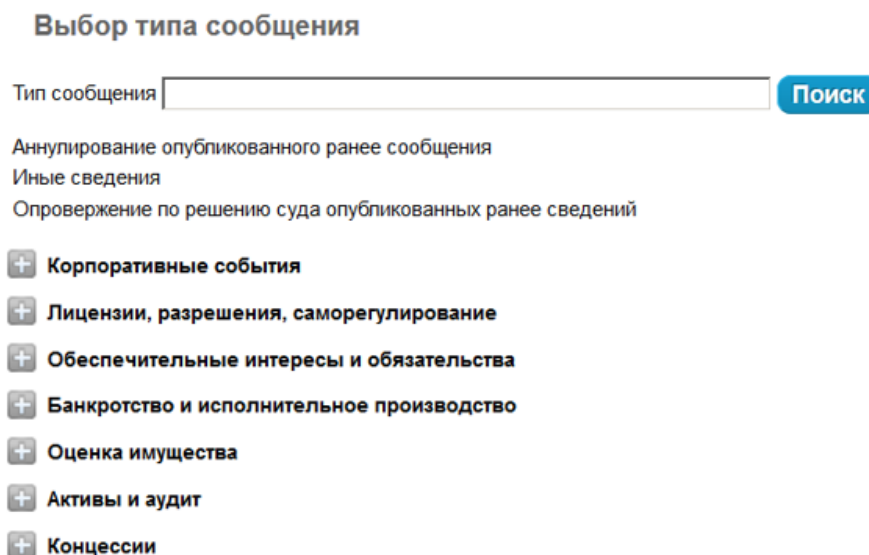 Выбор типа сообщения
Тип сообщения Поиск
Аннулирование опубликованного ранее сообщения
Иные сведения
Опровержение по решению суда опубликованных ранее сведений
Корпоративные события
Лицензии, разрешения, саморегулирование
Обеспечительные интересы и обязательства
Банкротство и исполнительное производство
Оценка имущества
Активы и аудит
Концессии